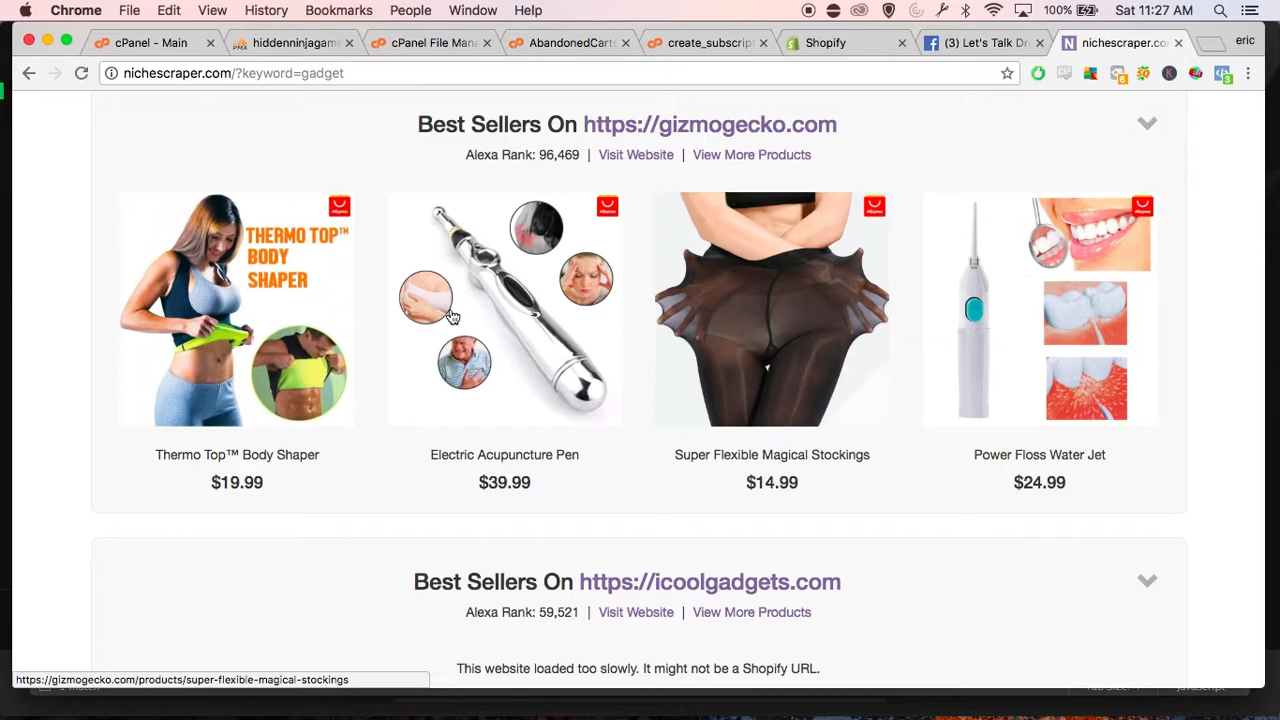 Chrome File Edit View History Bookmarks People Window Help 100% Sat 11:27 AM
cPanel - Main hiddenninjagame cPanel File Mana AbandonedCarts create_subscripti Shopify (3) Let's Talk Dro nichescraper.com eric
nichescraper.com/?keyword=gadget
Best Sellers On https://gizmogecko.com
Alexa Rank: 96,469 | Visit Website | View More Products
THERMO TOP™
BODY
SHAPER
Thermo Top™ Body Shaper Electric Acupuncture Pen Super Flexible Magical Stockings Power Floss Water Jet
$19.99 $39.99 $14.99 $24.99
Best Sellers On https://icoolgadgets.com
Alexa Rank: 59,521 | Visit Website | View More Products
This website loaded too slowly. It might not be a Shopify URL.
https://gizmogecko.com/products/super-flexible-magical-stockings